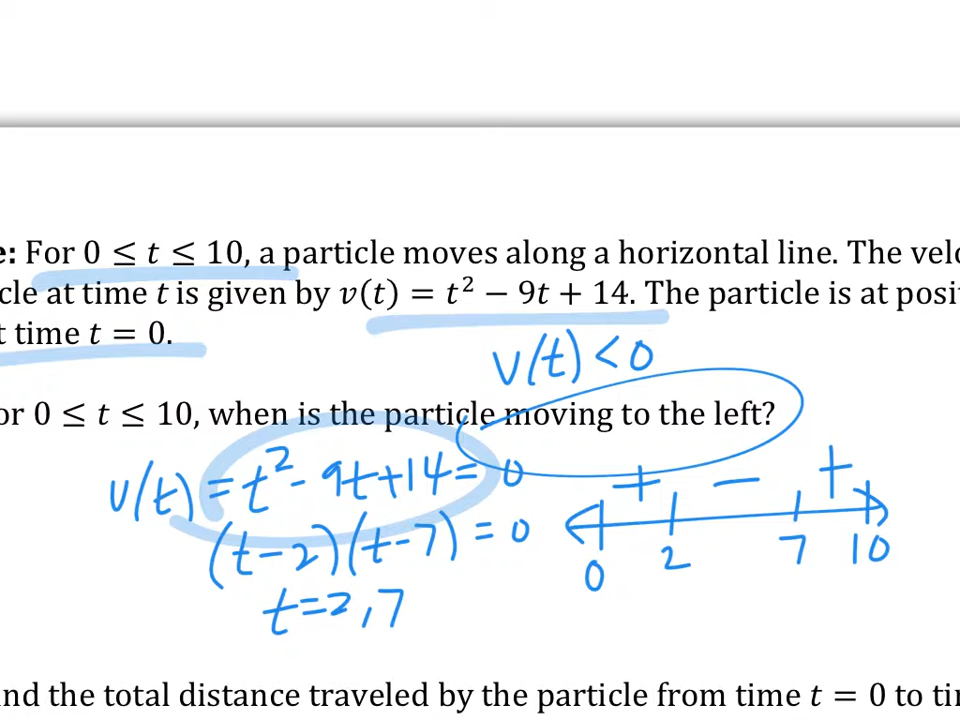 e: For 0 ≤ t ≤ 10, a particle moves along a horizontal line. The velo
cle at time t is given by v(t) = t² − 9t + 14. The particle is at posit
t time t = 0.
v(t) < 0
or 0 ≤ t ≤ 10, when is the particle moving to the left?
v(t) = t² - 9t + 14 = 0
+ − +
(t-2)(t-7) = 0
0 2 7 10
t = 2, 7
nd the total distance traveled by the particle from time t = 0 to tim